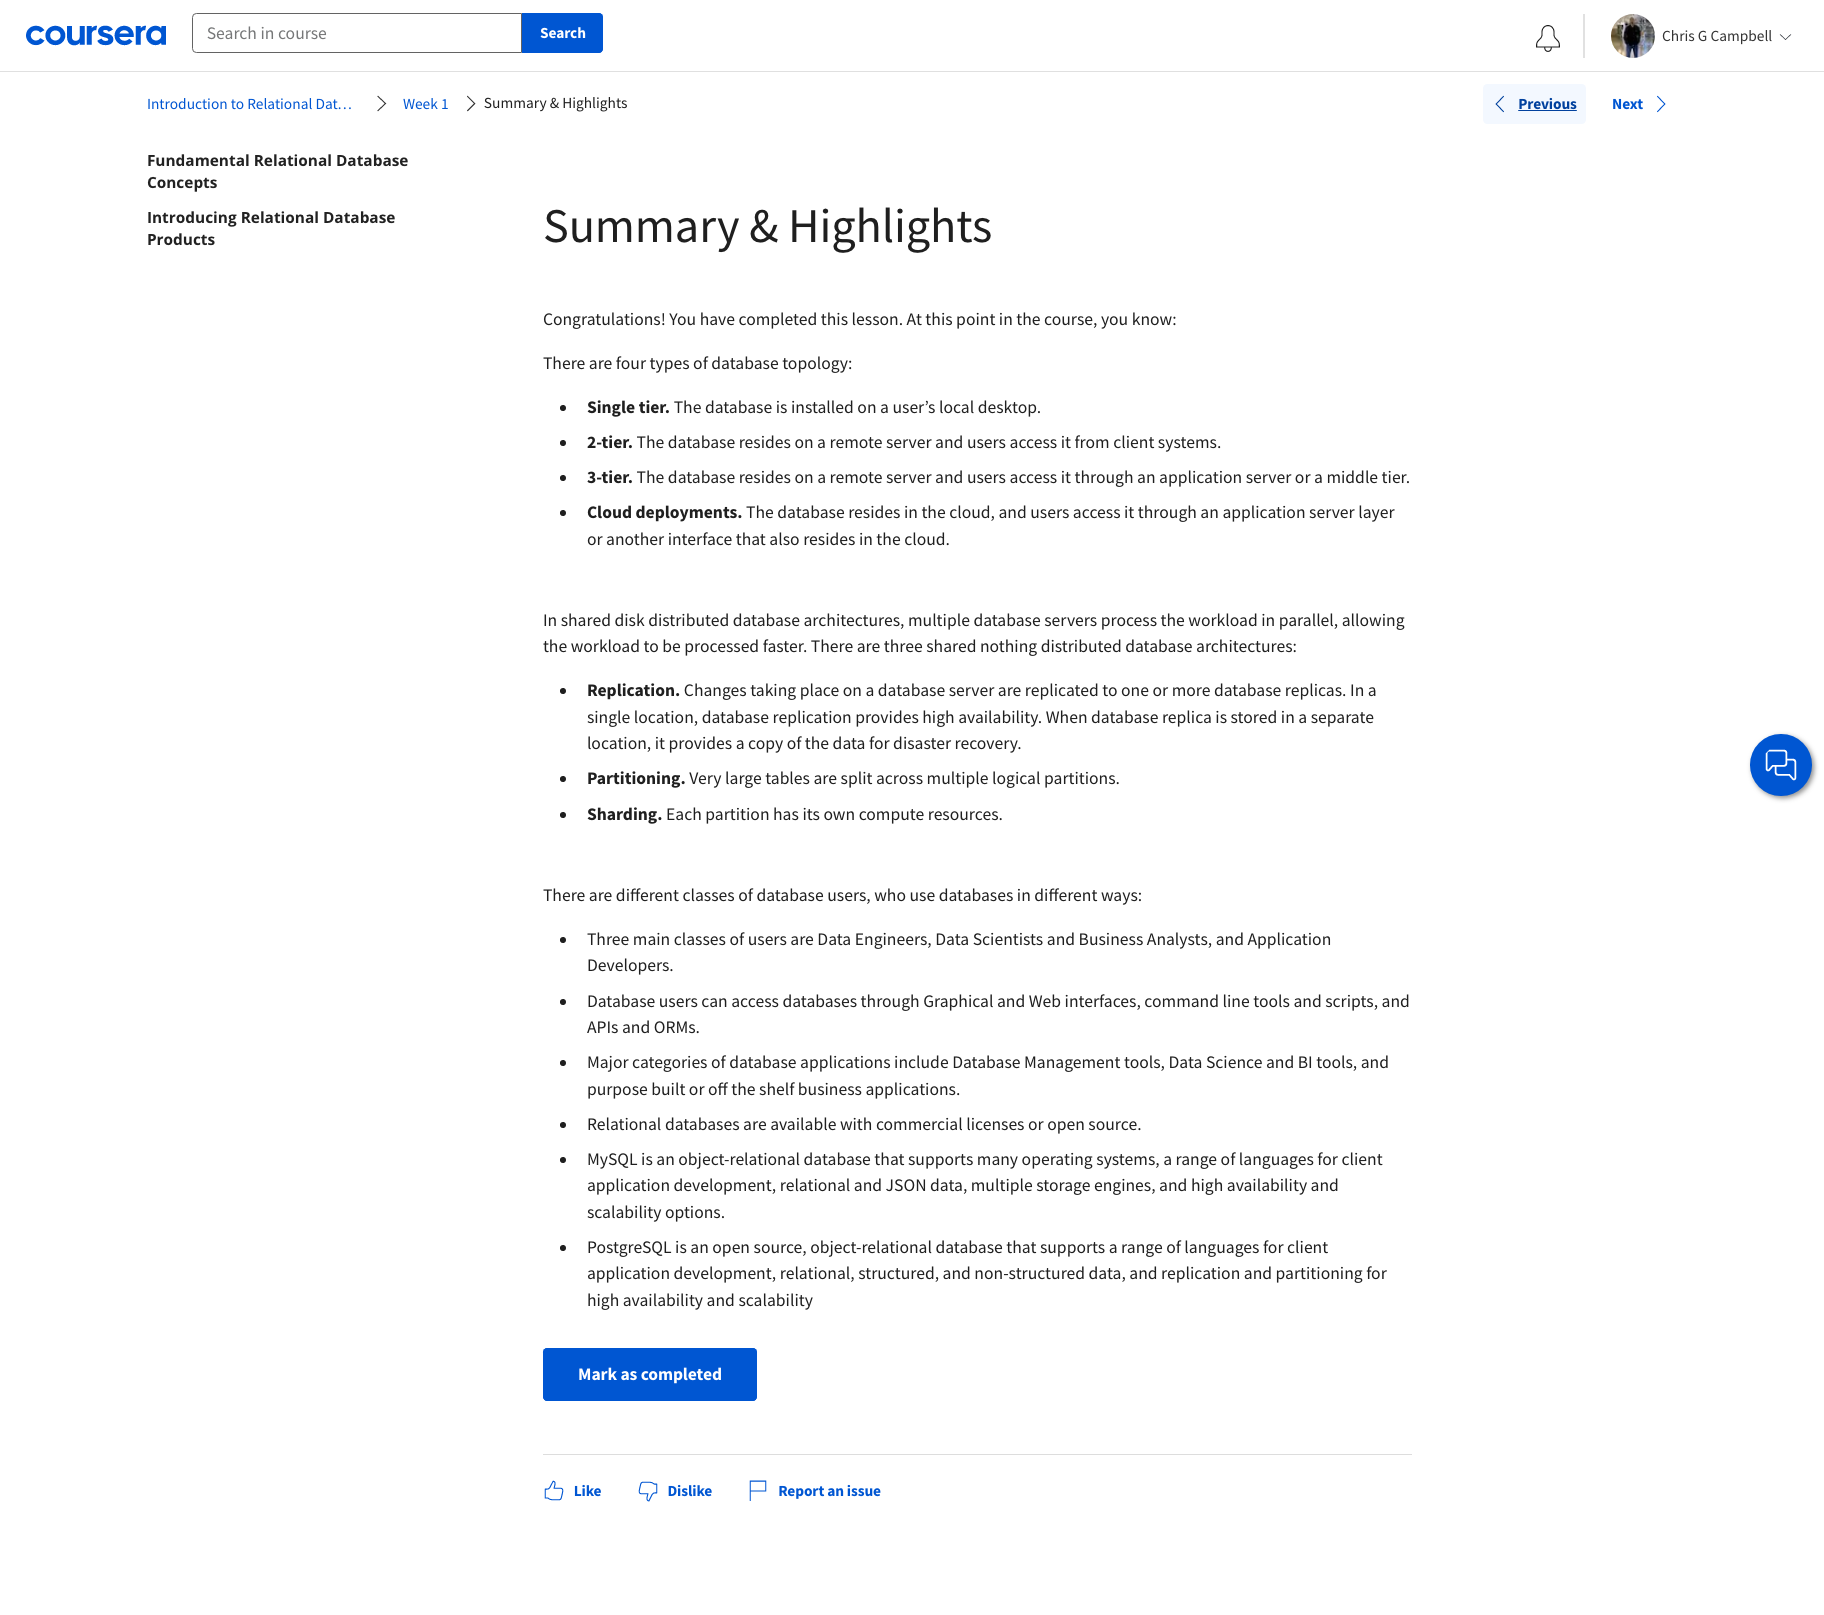 coursera
Search in course
Search
Chris G Campbell
Introduction to Relational Dat…
Week 1
Summary & Highlights
Previous
Next
Fundamental Relational Database
Concepts
Introducing Relational Database
Products
Summary & Highlights
Congratulations! You have completed this lesson. At this point in the course, you know:
There are four types of database topology:
Single tier. The database is installed on a user’s local desktop.
2-tier. The database resides on a remote server and users access it from client systems.
3-tier. The database resides on a remote server and users access it through an application server or a middle tier.
Cloud deployments. The database resides in the cloud, and users access it through an application server layer
or another interface that also resides in the cloud.
In shared disk distributed database architectures, multiple database servers process the workload in parallel, allowing
the workload to be processed faster. There are three shared nothing distributed database architectures:
Replication. Changes taking place on a database server are replicated to one or more database replicas. In a
single location, database replication provides high availability. When database replica is stored in a separate
location, it provides a copy of the data for disaster recovery.
Partitioning. Very large tables are split across multiple logical partitions.
Sharding. Each partition has its own compute resources.
There are different classes of database users, who use databases in different ways:
Three main classes of users are Data Engineers, Data Scientists and Business Analysts, and Application
Developers.
Database users can access databases through Graphical and Web interfaces, command line tools and scripts, and
APIs and ORMs.
Major categories of database applications include Database Management tools, Data Science and BI tools, and
purpose built or off the shelf business applications.
Relational databases are available with commercial licenses or open source.
MySQL is an object-relational database that supports many operating systems, a range of languages for client
application development, relational and JSON data, multiple storage engines, and high availability and
scalability options.
PostgreSQL is an open source, object-relational database that supports a range of languages for client
application development, relational, structured, and non-structured data, and replication and partitioning for
high availability and scalability
Mark as completed
Like
Dislike
Report an issue